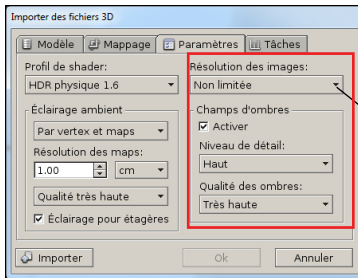 Importer des fichiers 3D
Modèle Mappage Paramètres Tâches
Profil de shader:
HDR physique 1.6
Éclairage ambient
Par vertex et maps
Résolution des maps:
1.00 cm
Qualité très haute
Éclairage pour étagères
Résolution des images:
Non limitée
Champs d'ombres
Activer
Niveau de détail:
Haut
Qualité des ombres:
Très haute
Importer Ok Annuler